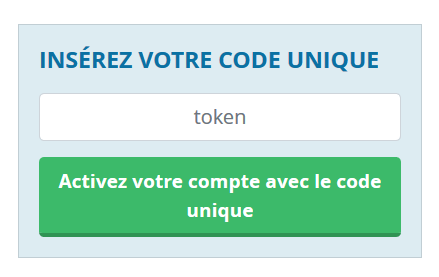 INSÉREZ VOTRE CODE UNIQUE
token
Activez votre compte avec le code
unique